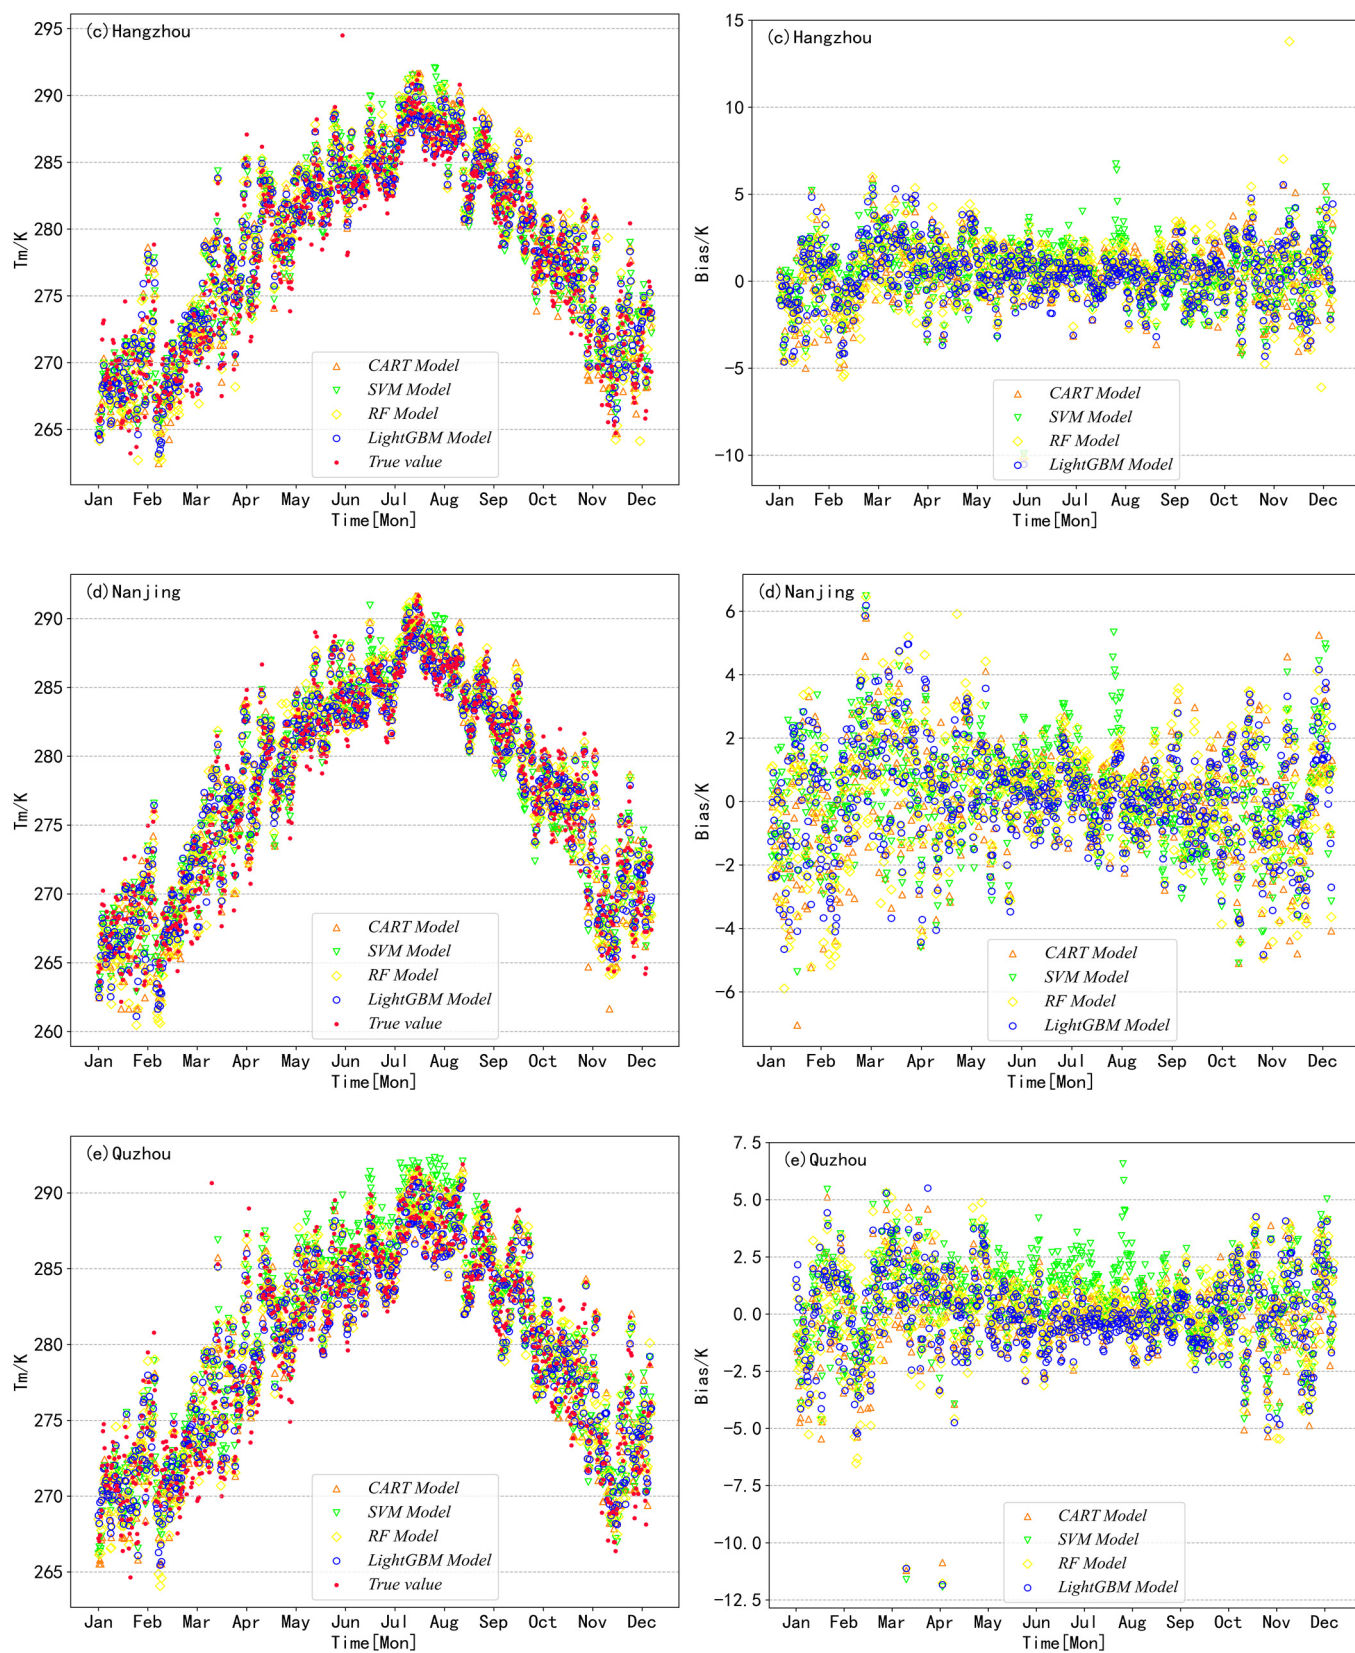 (c)Hangzhou
Tm/K
295
290
285
280
275
270
265
CART Model
SVM Model
RF Model
LightGBM Model
True value
Jan Feb Mar Apr May Jun Jul Aug Sep Oct Nov Dec
Time[Mon]
(c)Hangzhou
Bias/K
15
10
5
0
−5
−10
CART Model
SVM Model
RF Model
LightGBM Model
Jan Feb Mar Apr May Jun Jul Aug Sep Oct Nov Dec
Time[Mon]
(d)Nanjing
Tm/K
290
285
280
275
270
265
260
CART Model
SVM Model
RF Model
LightGBM Model
True value
Jan Feb Mar Apr May Jun Jul Aug Sep Oct Nov Dec
Time[Mon]
(d)Nanjing
Bias/K
6
4
2
0
−2
−4
−6
CART Model
SVM Model
RF Model
LightGBM Model
Jan Feb Mar Apr May Jun Jul Aug Sep Oct Nov Dec
Time[Mon]
(e)Quzhou
Tm/K
290
285
280
275
270
265
CART Model
SVM Model
RF Model
LightGBM Model
True value
Jan Feb Mar Apr May Jun Jul Aug Sep Oct Nov Dec
Time[Mon]
(e)Quzhou
Bias/K
7.5
5.0
2.5
0.0
−2.5
−5.0
−7.5
−10.0
−12.5
CART Model
SVM Model
RF Model
LightGBM Model
Jan Feb Mar Apr May Jun Jul Aug Sep Oct Nov Dec
Time[Mon]